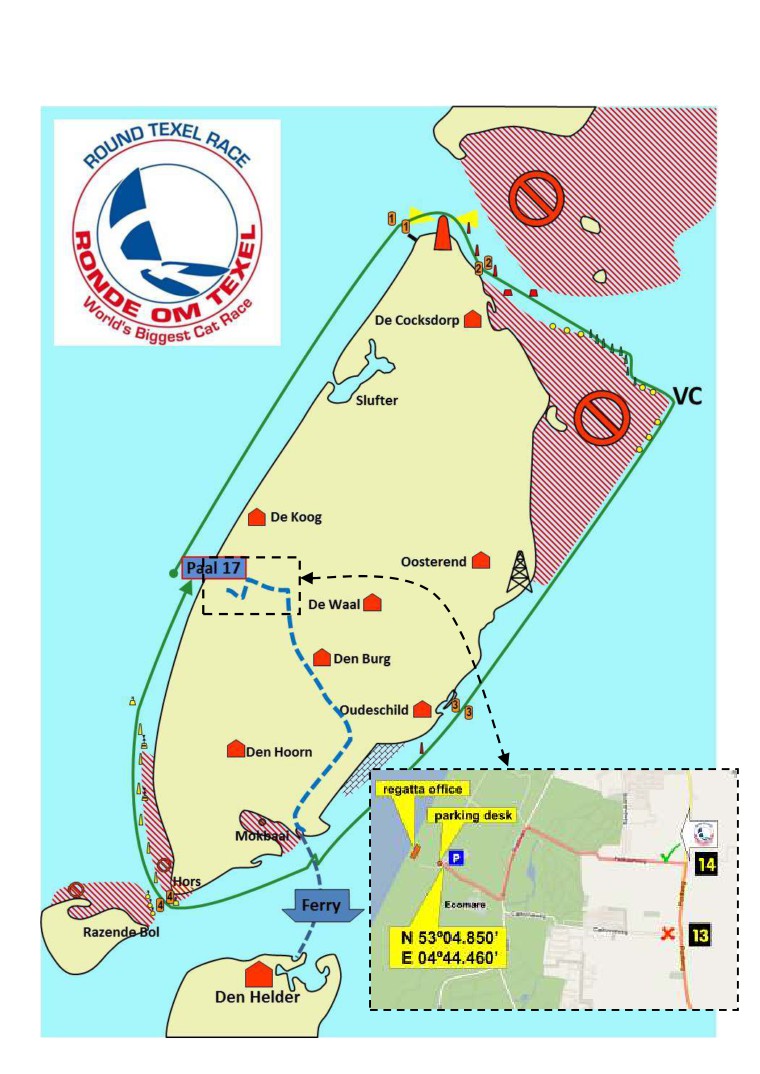 ROUND TEXEL RACE
RONDE OM TEXEL
World's Biggest Cat Race
1
1
2
2
De Cocksdorp
VC
Slufter
De Koog
Paal 17
Oosterend
De Waal
Den Burg
Oudeschild
3
3
Den Hoorn
regatta office
parking desk
Mokbaai
P
14
Hors
4
4
Ferry
Ecomare
Razende Bol
N 53º04.850'
E 04º44.460'
13
Den Helder